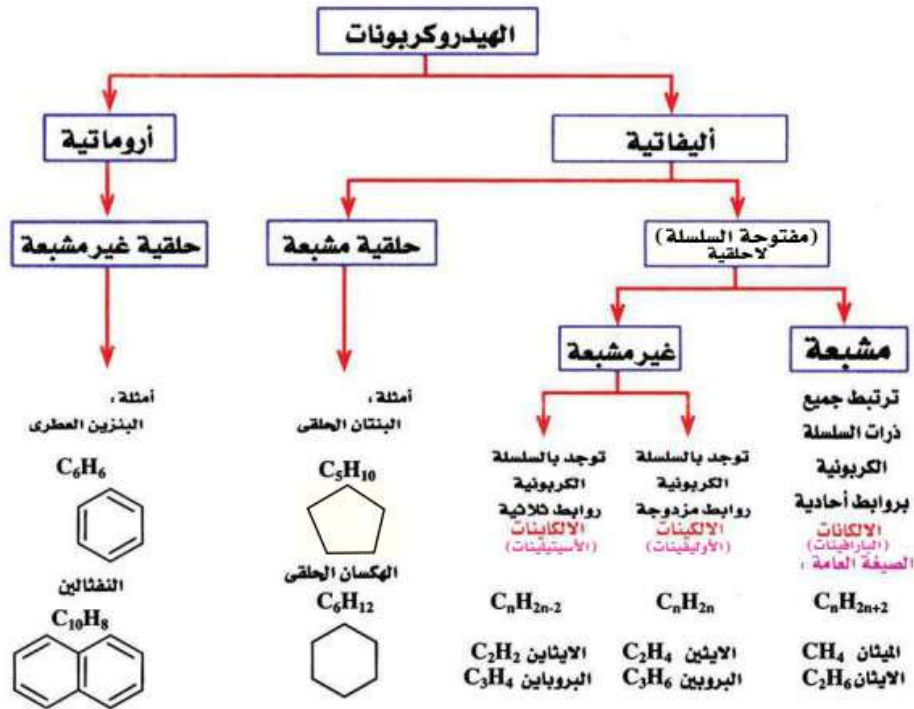 الهيدروكربونات
أليفاتية
أروماتية
(مفتوحة السلسلة)
لاحلقية
حلقية مشبعة
حلقية غير مشبعة
مشبعة
غير مشبعة
ترتبط جميع
ذرات السلسلة
الكربونية
بروابط أحادية
الالكانات
(البارافينات)
الصيغة العامة :
CnH2n+2
الميثان CH4
الايثان C2H6
توجد بالسلسلة
الكربونية
روابط مزدوجة
الالكينات
(الأوليفينات)
CnH2n
الايثين C2H4
البروبين C3H6
توجد بالسلسلة
الكربونية
روابط ثلاثية
الالكاينات
(الأسيتيلينات)
CnH2n-2
الايثاين C2H2
البروباين C3H4
أمثلة :
البنتان الحلقى
C5H10
الهكسان الحلقى
C6H12
أمثلة :
البنزين العطرى
C6H6
النفثالين
C10H8